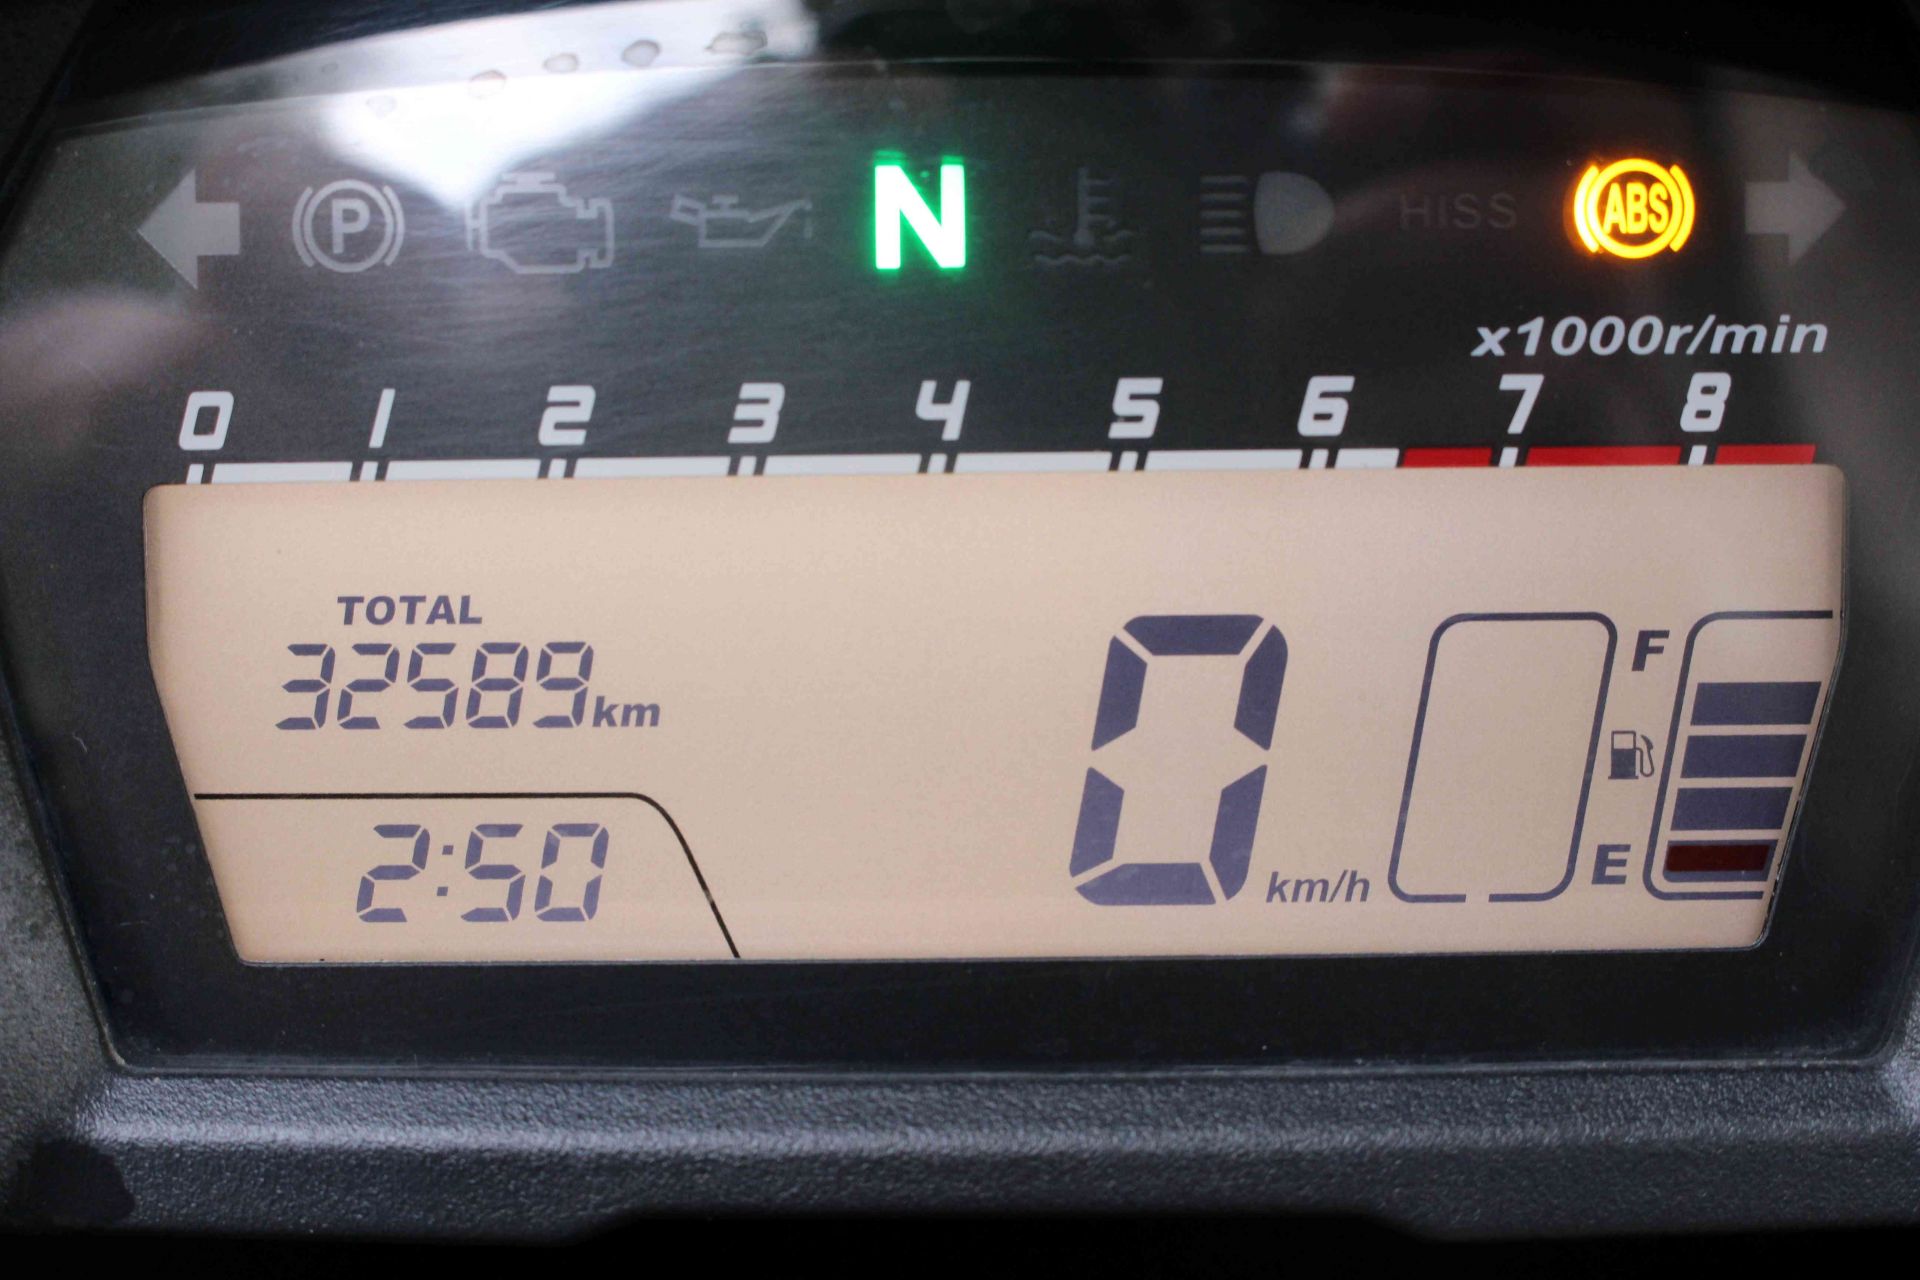 P N HISS ABS
x1000r/min
0 1 2 3 4 5 6 7 8
TOTAL
32589km
2:50
0 km/h
F
E